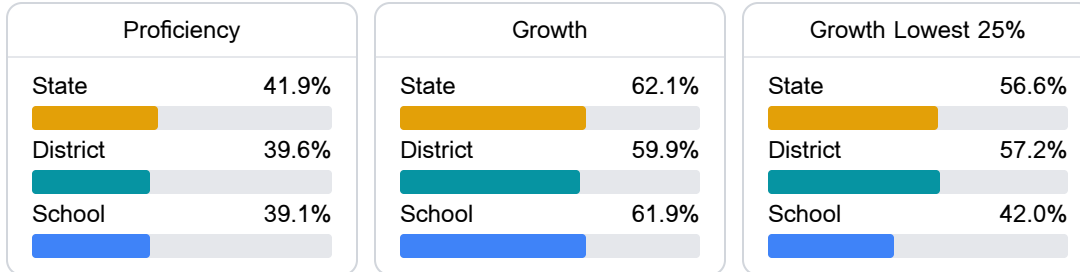 Proficiency
State 41.9%
District 39.6%
School 39.1%
Growth
State 62.1%
District 59.9%
School 61.9%
Growth Lowest 25%
State 56.6%
District 57.2%
School 42.0%